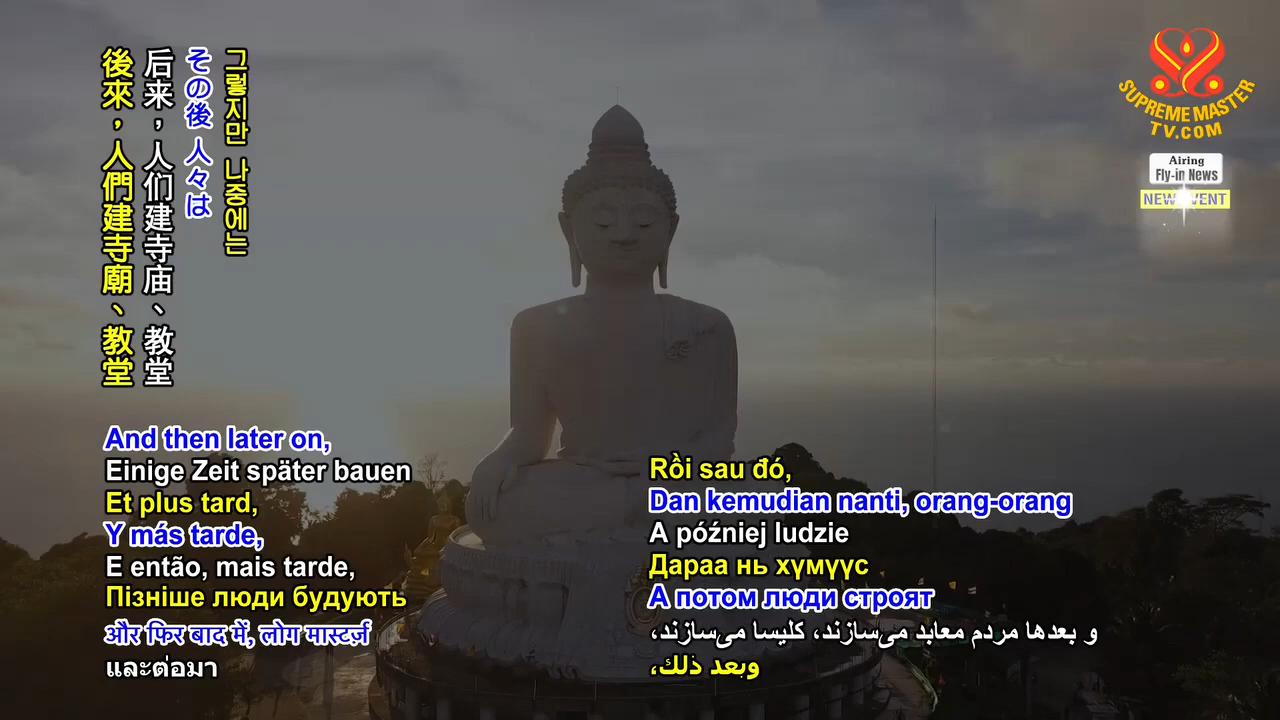 그렇지만 나중에는
その後 人々は
后来，人们建寺庙、教堂
後來，人們建寺廟、教堂
SUPREME MASTER
TV.COM
Airing
Fly-in News
And then later on,
Einige Zeit später bauen
Et plus tard,
Y más tarde,
E então, mais tarde,
Пізніше люди будують
और फिर बाद में, लोग मास्टर्ज़
และต่อมา
Rồi sau đó,
Dan kemudian nanti, orang-orang
A później ludzie
Дараа нь хүмүүс
А потом люди строят
و بعدها مردم معابد می‌سازند، کلیسا می‌سازند،
وبعد ذلك،